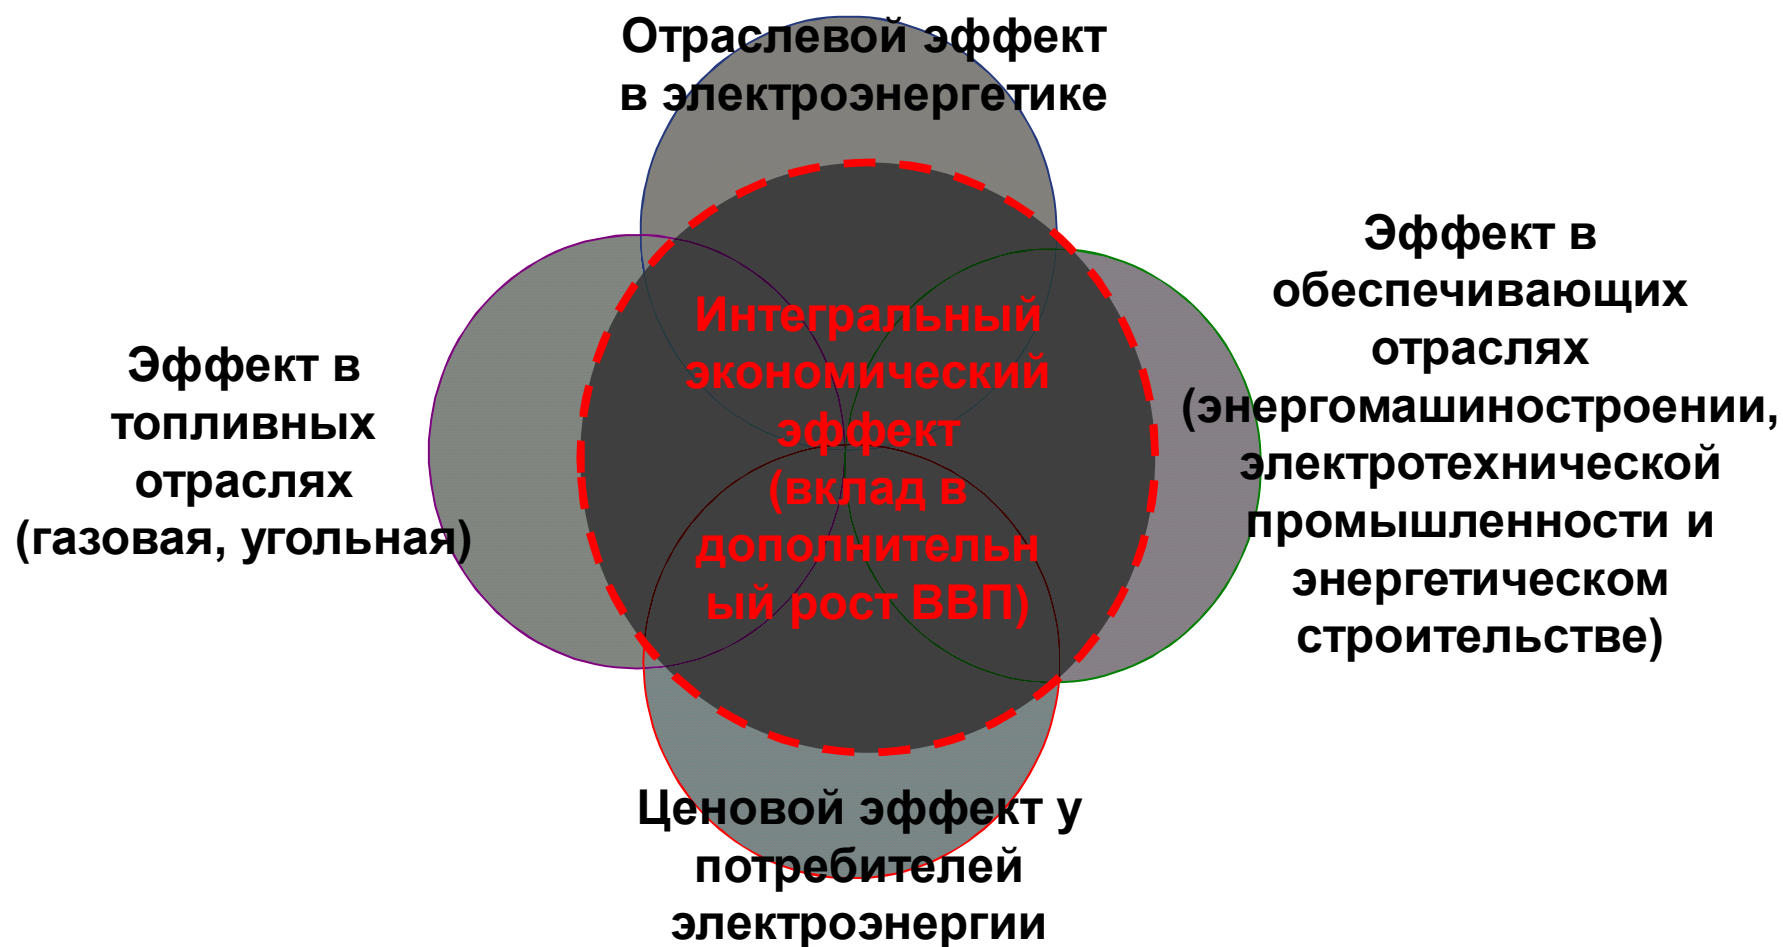 Отраслевой эффект
в электроэнергетике
Эффект в
обеспечивающих
отраслях
(энергомашиностроении,
электротехнической
промышленности и
энергетическом
строительстве)
Интегральный
экономический
эффект
(вклад в
дополнительн
ый рост ВВП)
Эффект в
топливных
отраслях
(газовая, угольная)
Ценовой эффект у
потребителей
электроэнергии